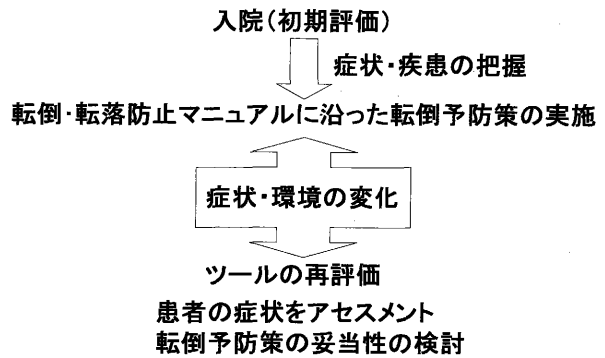 入院(初期評価)
症状・疾患の把握
転倒・転落防止マニュアルに沿った転倒予防策の実施
症状・環境の変化
ツールの再評価
患者の症状をアセスメント
転倒予防策の妥当性の検討